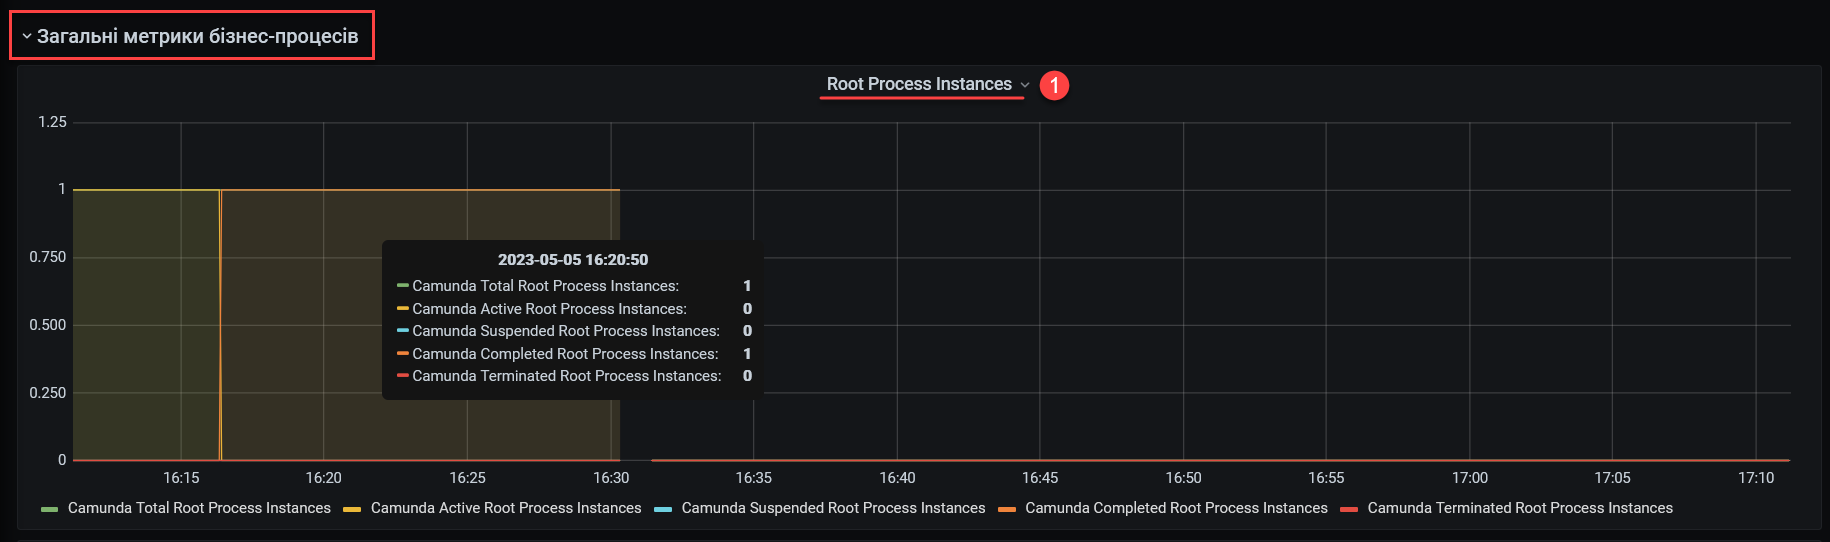 Загальні метрики бізнес-процесів
Root Process Instances 1
1.25
1
0.750
0.500
0.250
0
2023-05-05 16:20:50
Camunda Total Root Process Instances: 1
Camunda Active Root Process Instances: 0
Camunda Suspended Root Process Instances: 0
Camunda Completed Root Process Instances: 1
Camunda Terminated Root Process Instances: 0
16:15 16:20 16:25 16:30 16:35 16:40 16:45 16:50 16:55 17:00 17:05 17:10
Camunda Total Root Process Instances Camunda Active Root Process Instances Camunda Suspended Root Process Instances Camunda Completed Root Process Instances Camunda Terminated Root Process Instances